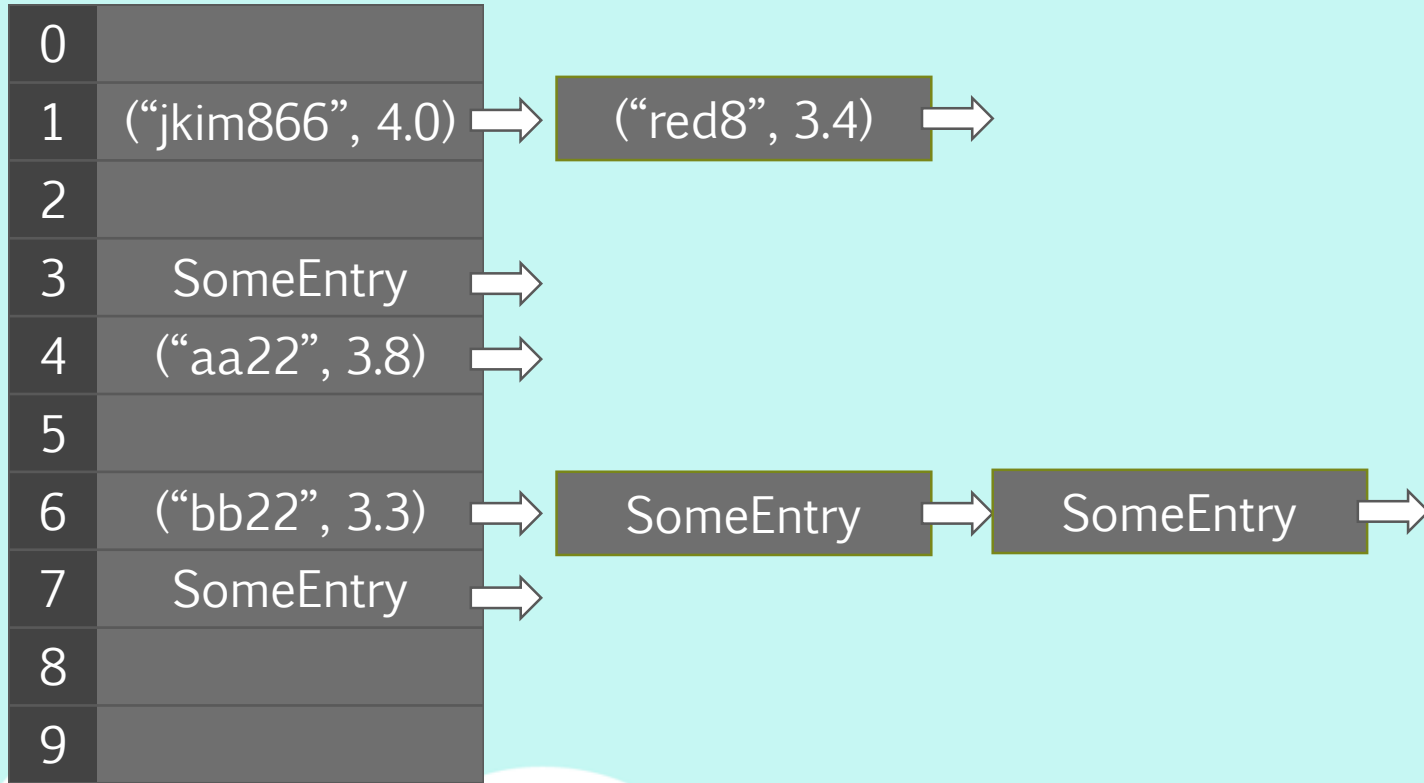 0
1 (“jkim866”, 4.0) (“red8”, 3.4)
2
3 SomeEntry
4 (“aa22”, 3.8)
5
6 (“bb22”, 3.3) SomeEntry SomeEntry
7 SomeEntry
8
9